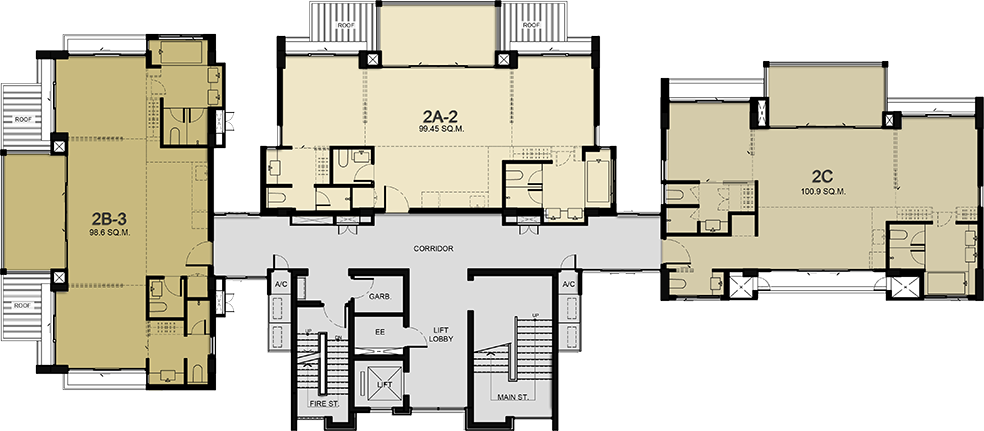 ROOF
ROOF
2A-2
99.45 SQ.M.
ROOF
2C
100.9 SQ.M.
2B-3
98.6 SQ.M.
CORRIDOR
A/C
GARB.
A/C
ROOF
UP
DN
EE
LIFT
LOBBY
UP
LIFT
FIRE ST.
MAIN ST.